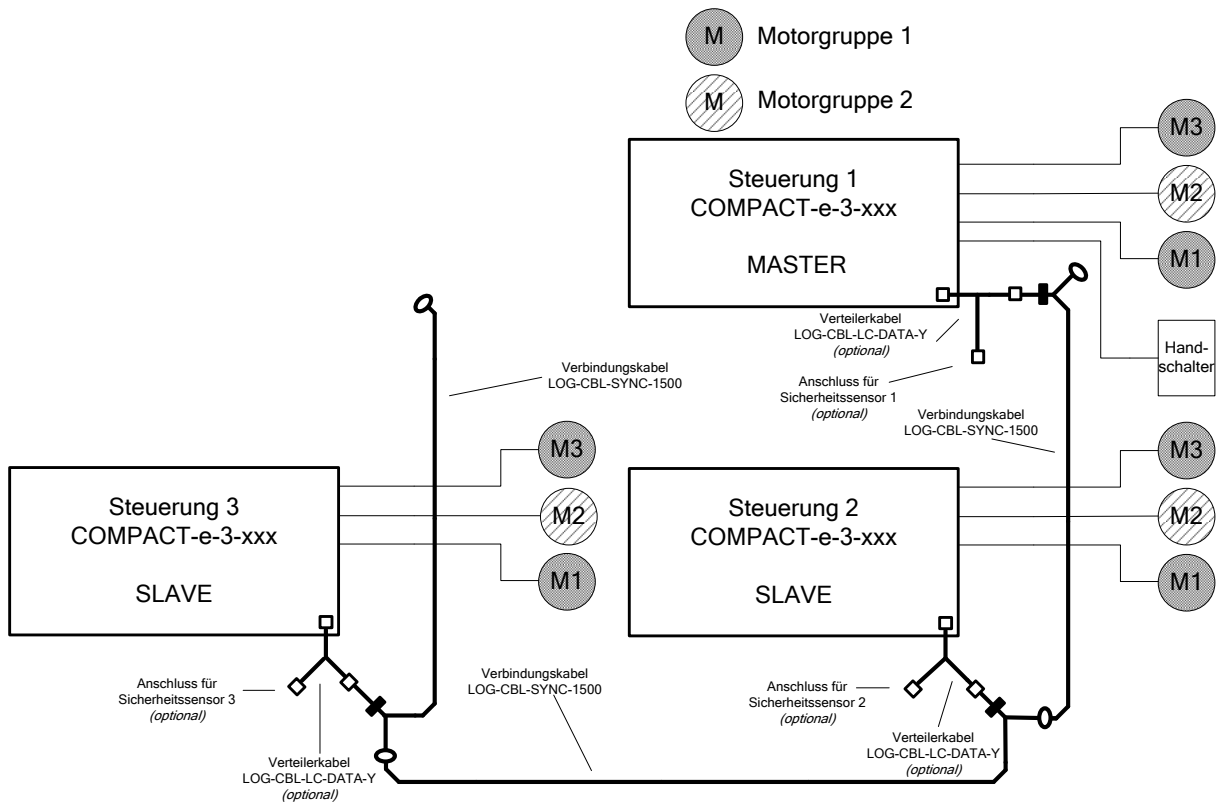 M Motorgruppe 1
M Motorgruppe 2
Steuerung 1
COMPACT-e-3-xxx
MASTER
M3
M2
M1
Hand-
schalter
Verteilerkabel
LOG-CBL-LC-DATA-Y
(optional)
Anschluss für
Sicherheitssensor 1
(optional)
Verbindungskabel
LOG-CBL-SYNC-1500
Verbindungskabel
LOG-CBL-SYNC-1500
Steuerung 3
COMPACT-e-3-xxx
SLAVE
M3
M2
M1
Steuerung 2
COMPACT-e-3-xxx
SLAVE
M3
M2
M1
Anschluss für
Sicherheitssensor 3
(optional)
Verteilerkabel
LOG-CBL-LC-DATA-Y
(optional)
Verbindungskabel
LOG-CBL-SYNC-1500
Anschluss für
Sicherheitssensor 2
(optional)
Verteilerkabel
LOG-CBL-LC-DATA-Y
(optional)